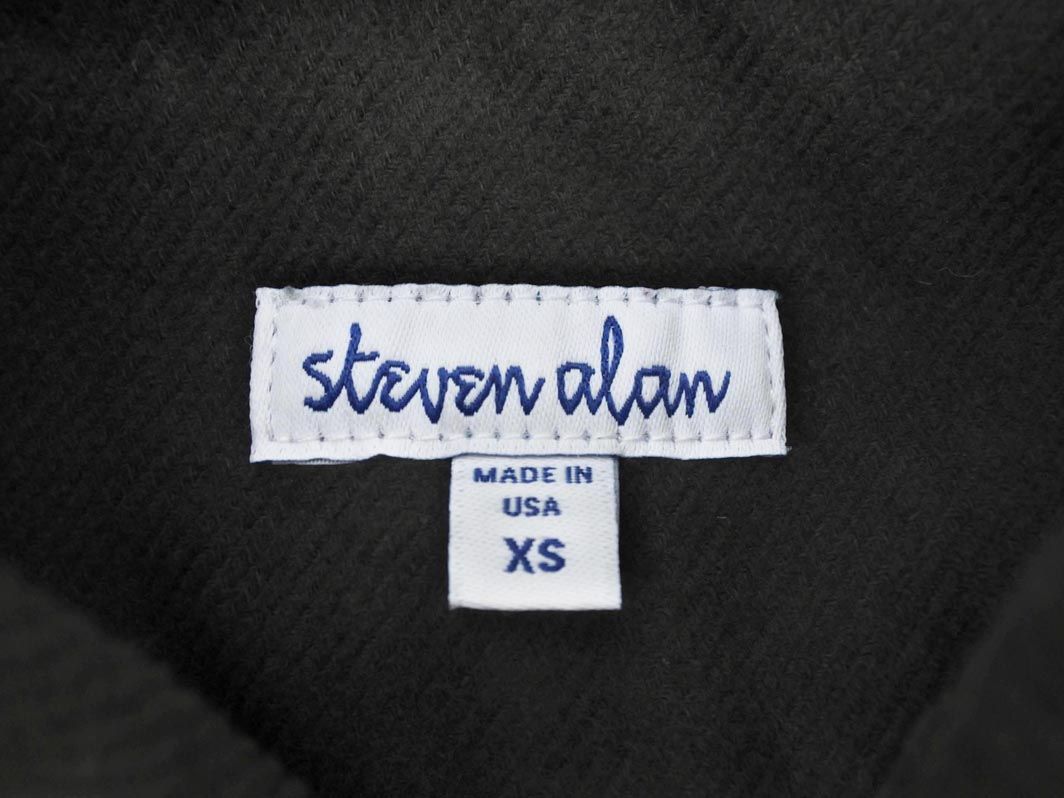 steven alan
MADE IN
USA
XS